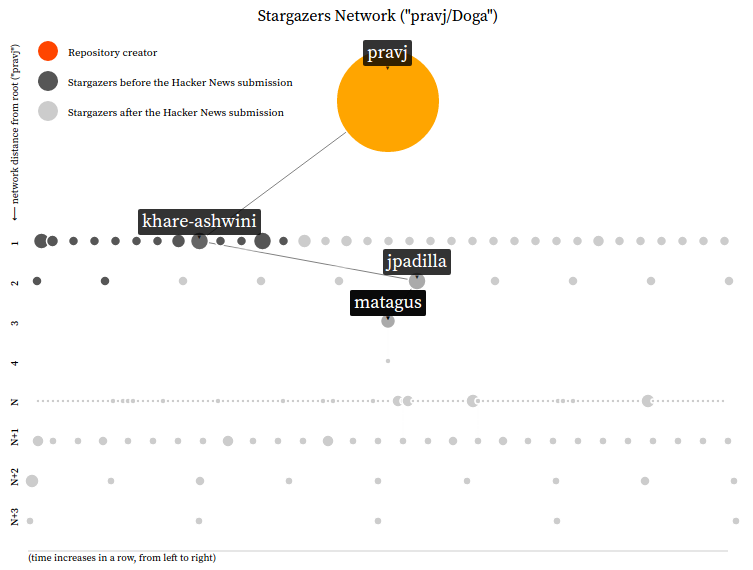 Stargazers Network ("pravj/Doga")
pravj
Repository creator
Stargazers before the Hacker News submission
Stargazers after the Hacker News submission
⟵ network distance from root ("pravj")
khare-ashwini
1
jpadilla
2
matagus
3
4
N
N+1
N+2
N+3
(time increases in a row, from left to right)